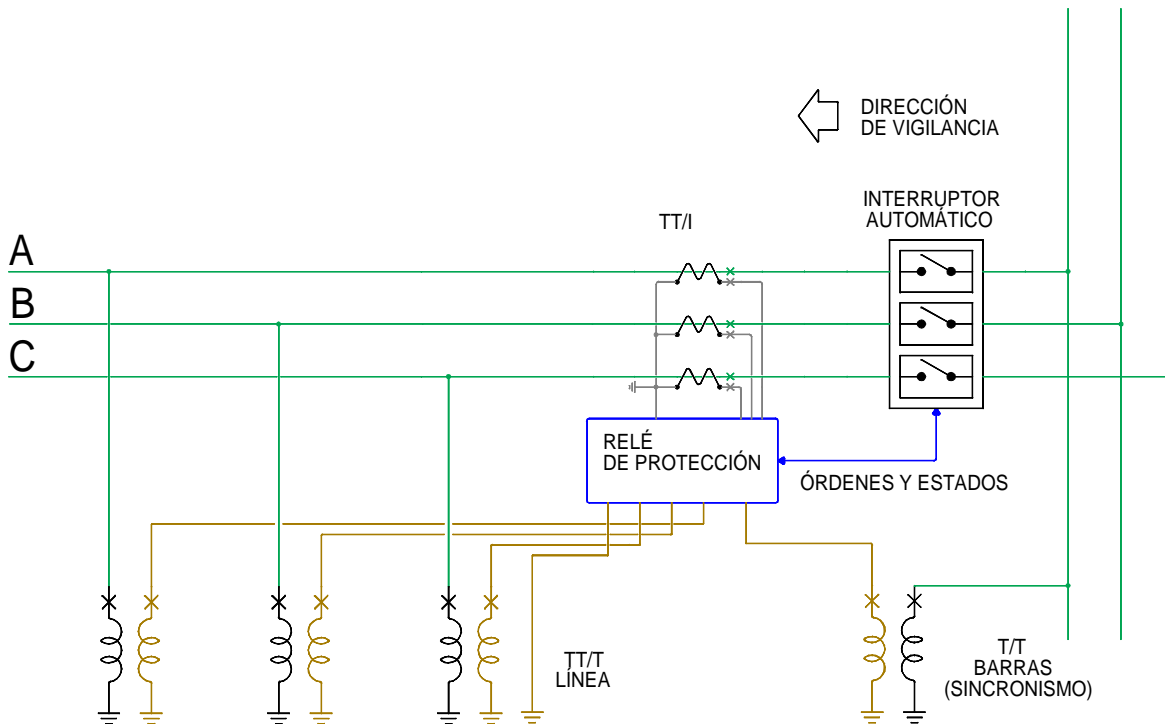 DIRECCIÓN
DE VIGILANCIA
INTERRUPTOR
AUTOMÁTICO
TT/I
A
B
C
RELÉ
DE PROTECCIÓN
ÓRDENES Y ESTADOS
TT/T
LÍNEA
T/T
BARRAS
(SINCRONISMO)